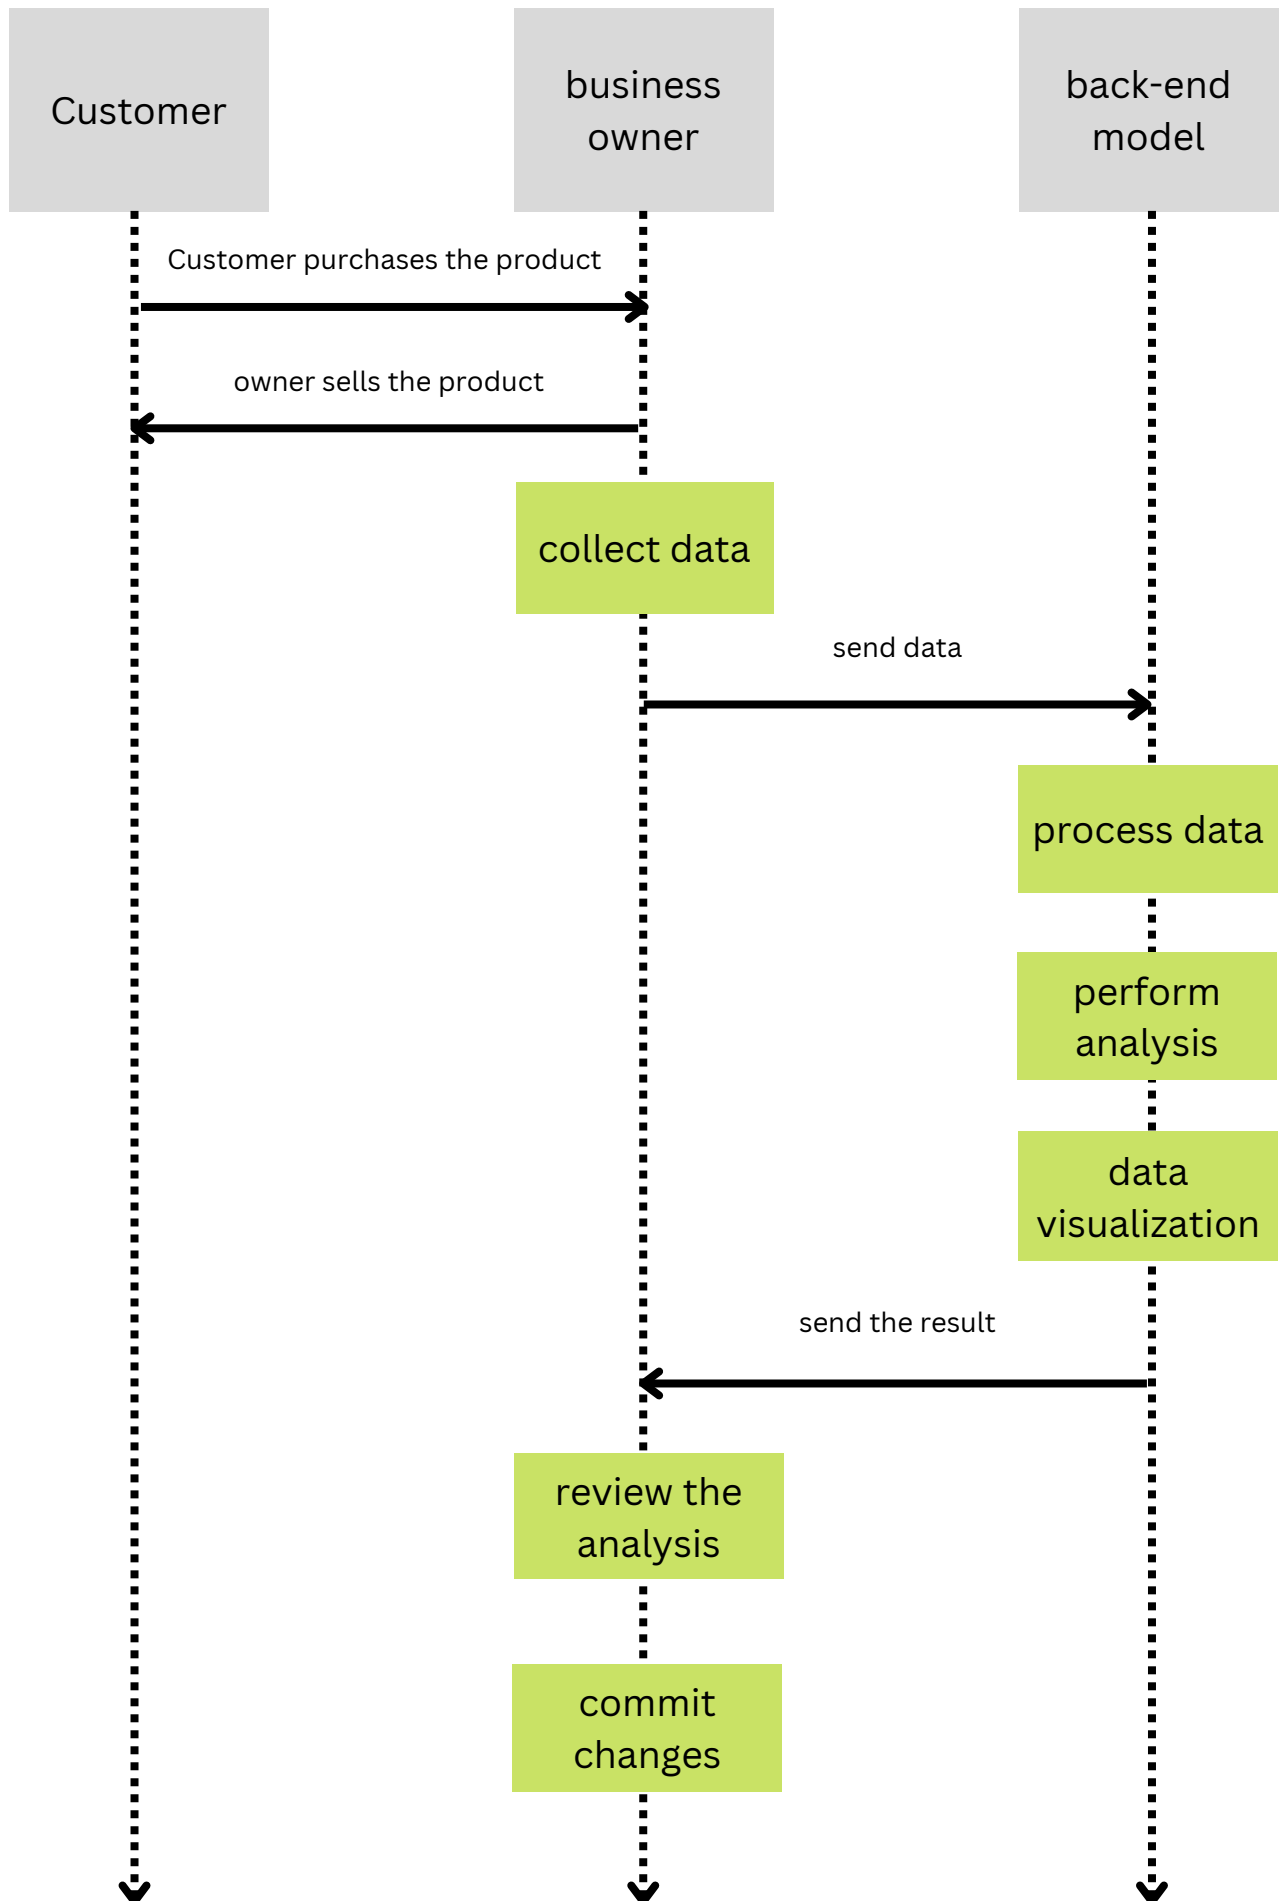 Customer
business
owner
back-end
model
Customer purchases the product
owner sells the product
collect data
send data
process data
perform
analysis
data
visualization
send the result
review the
analysis
commit
changes